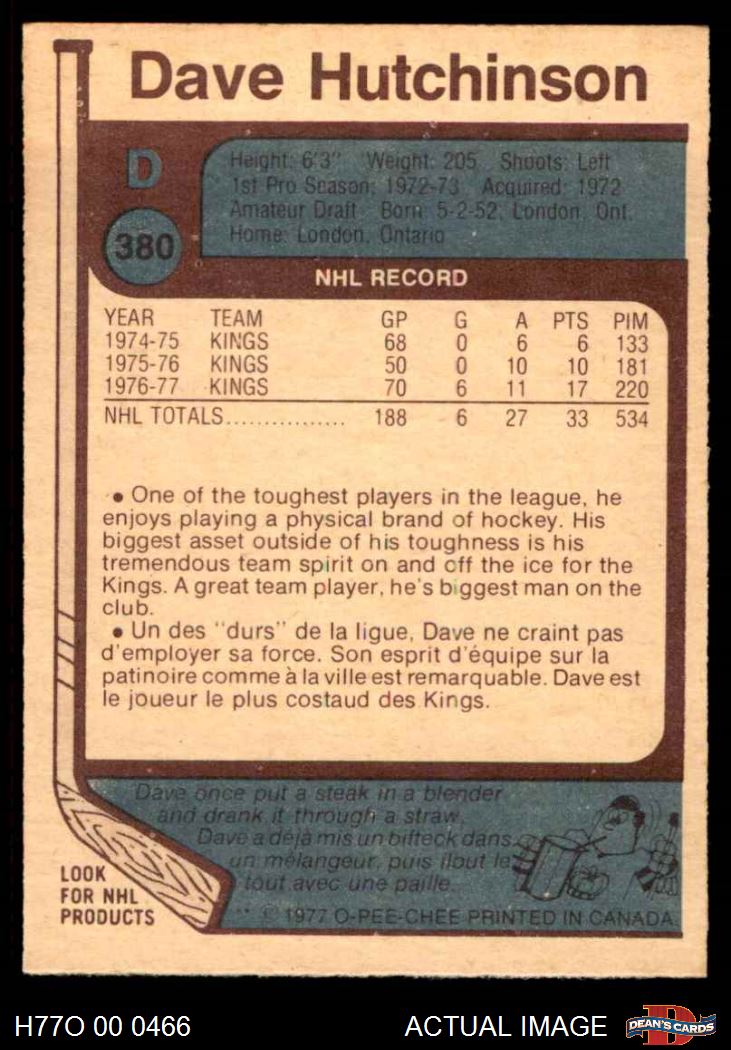 Dave Hutchinson
D
380
Height: 6'3" Weight: 205 Shoots: Left
1st Pro Season: 1972-73 Acquired: 1972
Amateur Draft Born: 5-2-52, London, Ont.
Home: London, Ontario
NHL RECORD
YEAR TEAM GP G A PTS PIM
1974-75 KINGS 68 0 6 6 133
1975-76 KINGS 50 0 10 10 181
1976-77 KINGS 70 6 11 17 220
NHL TOTALS................ 188 6 27 33 534
• One of the toughest players in the league, he
enjoys playing a physical brand of hockey. His
biggest asset outside of his toughness is his
tremendous team spirit on and off the ice for the
Kings. A great team player, he's biggest man on the
club.
• Un des "durs" de la ligue, Dave ne craint pas
d'employer sa force. Son esprit d'équipe sur la
patinoire comme à la ville est remarquable. Dave est
le joueur le plus costaud des Kings.
Dave once put a steak in a blender
and drank it through a straw.
Dave a déjà mis un bifteck dans
un mélangeur, puis il but le
tout avec une paille.
LOOK
FOR NHL
PRODUCTS
*** © 1977 O-PEE-CHEE PRINTED IN CANADA.
H77O 00 0466 ACTUAL IMAGE
D
DEAN'S CARDS